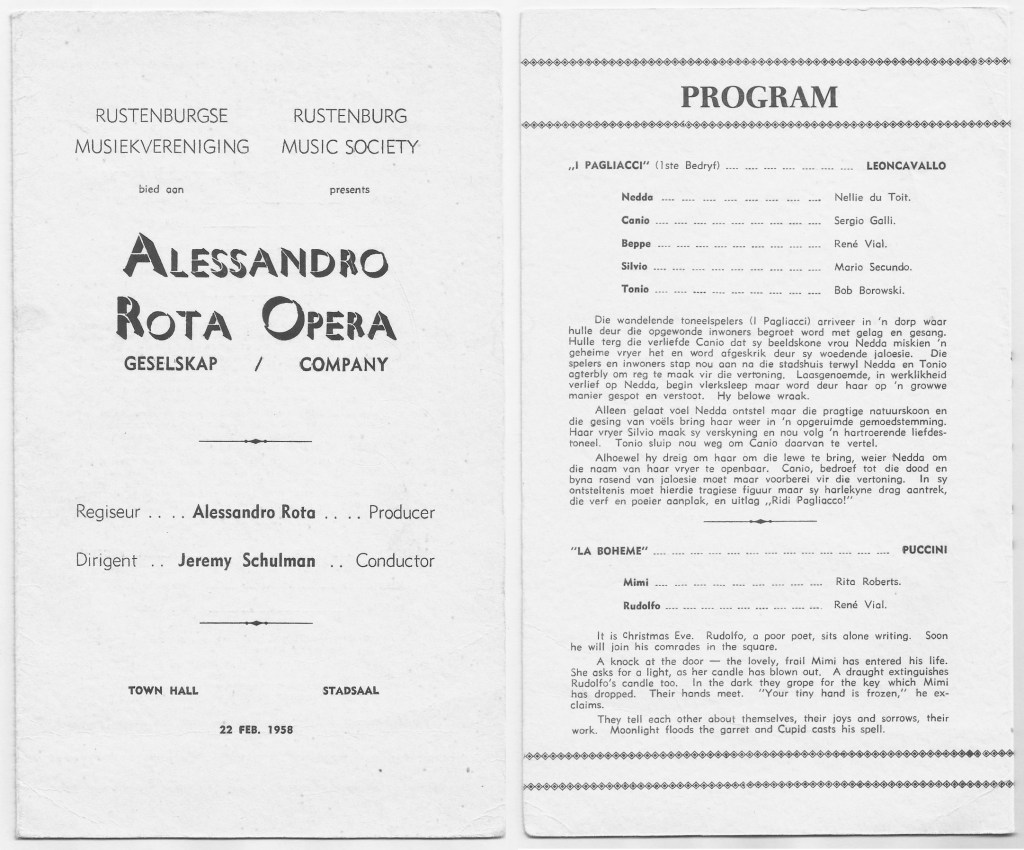 RUSTENBURGSE RUSTENBURG
MUSIEKVERENIGING MUSIC SOCIETY
bied aan presents
ALESSANDRO
ROTA OPERA
GESELSKAP / COMPANY
Regiseur .... Alessandro Rota .... Producer
Dirigent .. Jeremy Schulman .. Conductor
TOWN HALL STADSAAL
22 FEB. 1958
PROGRAM
„I PAGLIACCI" (1ste Bedryf) .... .... .... .... .... LEONCAVALLO
Nedda .... .... .... .... .... .... .... Nellie du Toit.
Canio .... .... .... .... .... .... .... Sergio Galli.
Beppe .... .... .... .... .... .... .... René Vial.
Silvio .... .... .... .... .... .... .... Mario Secundo.
Tonio .... .... .... .... .... .... .... Bob Borowski.
Die wandelende toneelspelers (I Pagliacci) arriveer in 'n dorp waar
hulle deur die opgewonde inwoners begroet word met gelag en gesang.
Hulle terg die verliefde Canio dat sy beeldskone vrou Nedda miskien 'n
geheime vryer het en word afgeskrik deur sy woedende jaloesie. Die
spelers en inwoners stap nou aan na die stadshuis terwyl Nedda en Tonio
agterbly om reg te maak vir die vertoning. Laasgenoemde, in werklikheid
verlief op Nedda, begin vlerksleep maar word deur haar op 'n growwe
manier gespot en verstoot. Hy belowe wraak.
Alleen gelaat voel Nedda ontstel maar die pragtige natuurskoon en
die gesing van voëls bring haar weer in 'n opgeruimde gemoedstemming.
Haar vryer Silvio maak sy verskyning en nou volg 'n hartroerende liefdes-
toneel. Tonio sluip nou weg om Canio daarvan te vertel.
Alhoewel hy dreig om haar om die lewe te bring, weier Nedda om
die naam van haar vryer te openbaar. Canio, bedroef tot die dood en
byna rasend van jaloesie moet maar voorberei vir die vertoning. In sy
ontsteltenis moet hierdie tragiese figuur maar sy harlekyne drag aantrek,
die verf en poeier aanplak, en uitlag „Ridi Pagliacco!"
"LA BOHEME" .... .... .... .... .... .... .... .... .... .... PUCCINI
Mimi .... .... .... .... .... .... .... Rita Roberts.
Rudolfo .... .... .... .... .... .... .... René Vial.
It is Christmas Eve. Rudolfo, a poor poet, sits alone writing. Soon
he will join his comrades in the square.
A knock at the door — the lovely, frail Mimi has entered his life.
She asks for a light, as her candle has blown out. A draught extinguishes
Rudolfo's candle too. In the dark they grope for the key which Mimi
has dropped. Their hands meet. "Your tiny hand is frozen," he ex-
claims.
They tell each other about themselves, their joys and sorrows, their
work. Moonlight floods the garret and Cupid casts his spell.